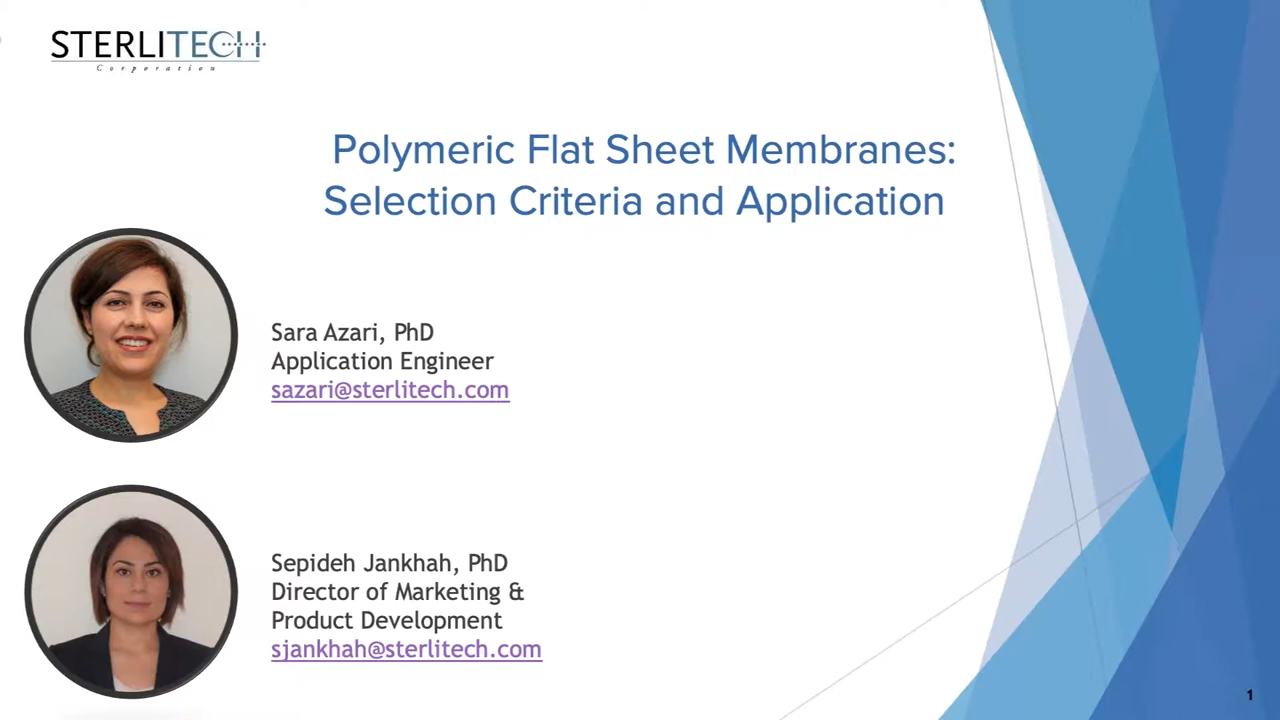 STERLITECH
Corporation
Polymeric Flat Sheet Membranes:
Selection Criteria and Application
Sara Azari, PhD
Application Engineer
sazari@sterlitech.com
Sepideh Jankhah, PhD
Director of Marketing &
Product Development
sjankhah@sterlitech.com
1